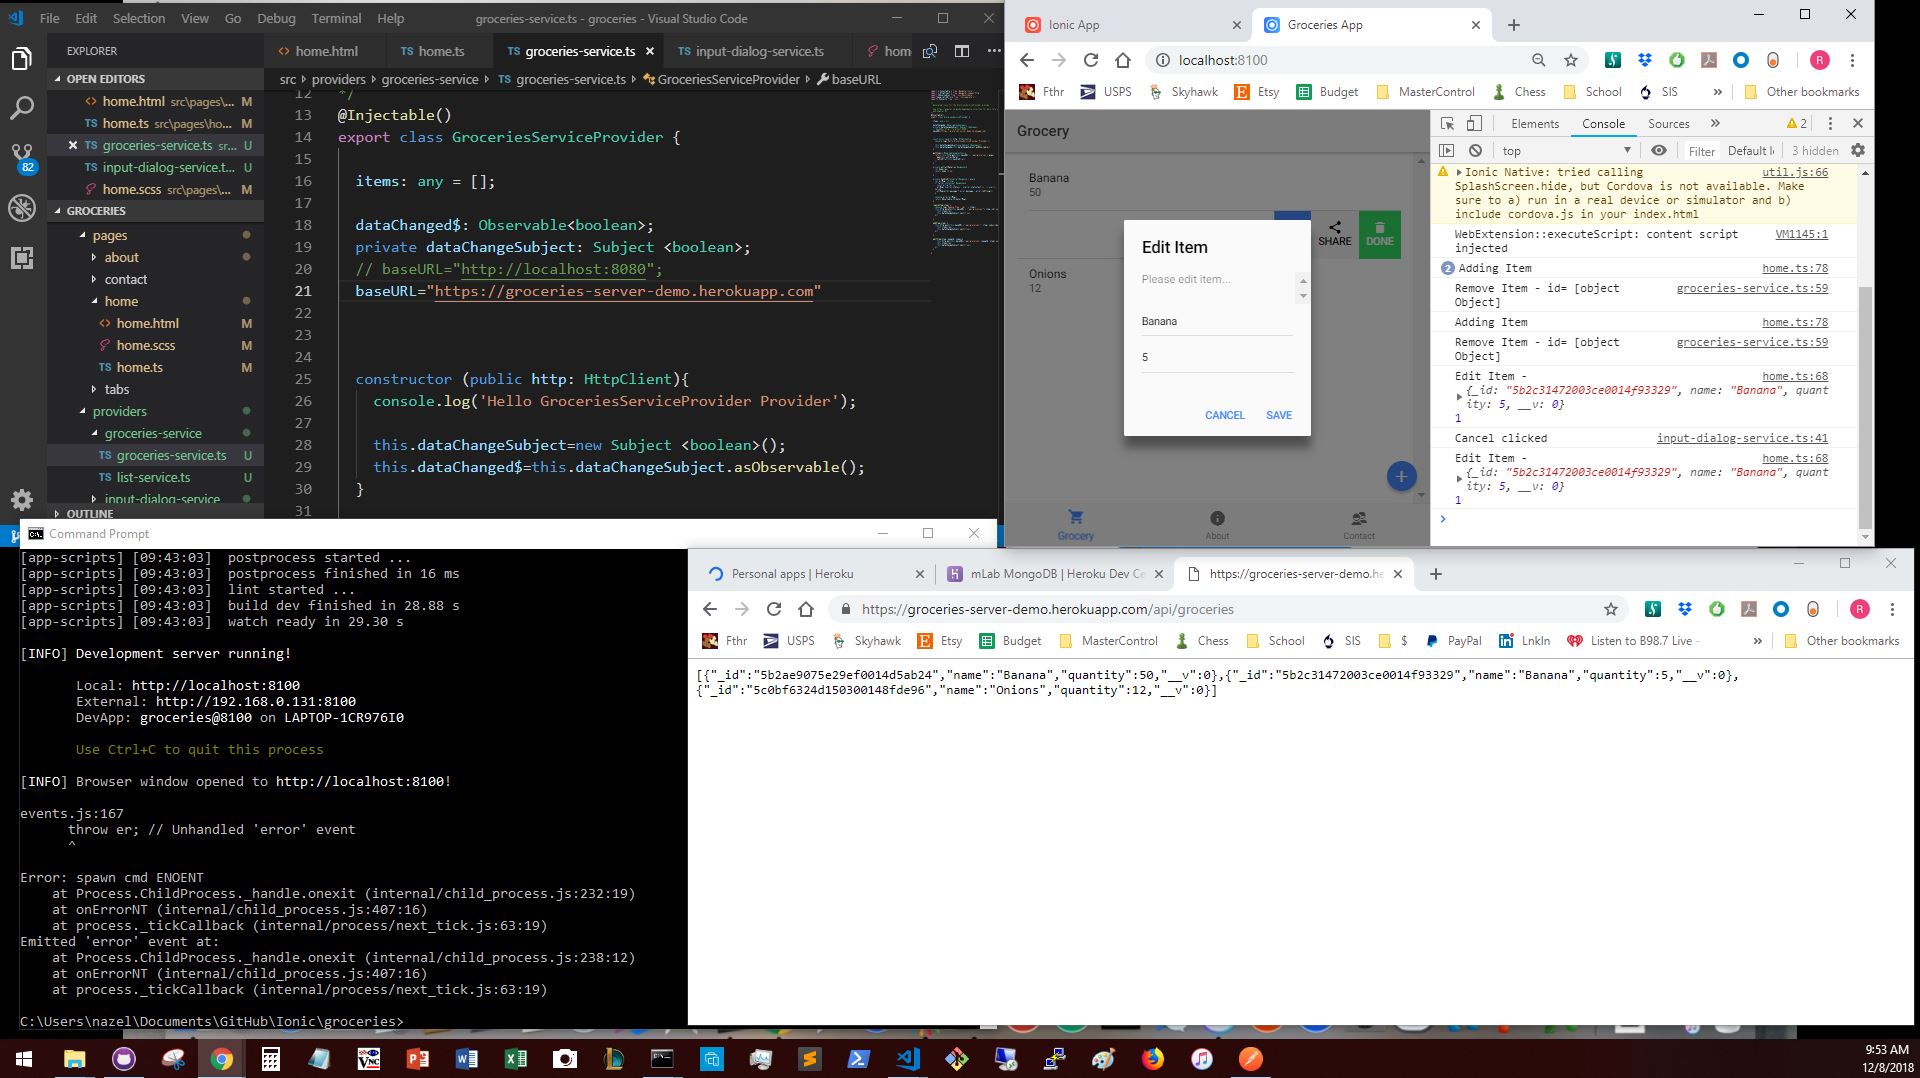 File Edit Selection View Go Debug Terminal Help groceries-service.ts - groceries - Visual Studio Code
EXPLORER
OPEN EDITORS
home.html src\pages\... M
home.ts src\pages\ho... M
groceries-service.ts sr... U
input-dialog-service.t... U
home.scss src\pages\... M
82
GROCERIES
pages
about
contact
home
home.html M
home.scss M
home.ts M
tabs
providers
groceries-service
groceries-service.ts U
list-service.ts U
input-dialog-service
OUTLINE
home.html TS home.ts TS groceries-service.ts TS input-dialog-service.ts hom
src › providers › groceries-service › TS groceries-service.ts › GroceriesServiceProvider › baseURL
12 */
13 @Injectable()
14 export class GroceriesServiceProvider {
15
16 items: any = [];
17
18 dataChanged$: Observable<boolean>;
19 private dataChangeSubject: Subject <boolean>;
20 // baseURL="http://localhost:8080";
21 baseURL="https://groceries-server-demo.herokuapp.com"
22
23
24
25 constructor (public http: HttpClient){
26 console.log('Hello GroceriesServiceProvider Provider');
27
28 this.dataChangeSubject=new Subject <boolean>();
29 this.dataChanged$=this.dataChangeSubject.asObservable();
30 }
31
Ionic App Groceries App
localhost:8100
R
Fthr USPS Skyhawk Etsy Budget MasterControl Chess School SIS » Other bookmarks
Grocery
Banana
50
SHARE DONE
Onions
12
Edit Item
Please edit item...
Banana
5
CANCEL SAVE
Grocery About Contact
Elements Console Sources » 2
top Filter Default l 3 hidden
Ionic Native: tried calling util.js:66
SplashScreen.hide, but Cordova is not available. Make
sure to a) run in a real device or simulator and b)
include cordova.js in your index.html
WebExtension::executeScript: content script VM1145:1
injected
2 Adding Item home.ts:78
Remove Item - id= [object groceries-service.ts:59
Object]
Adding Item home.ts:78
Remove Item - id= [object groceries-service.ts:59
Object]
Edit Item - home.ts:68
{_id: "5b2c31472003ce0014f93329", name: "Banana", quant
ity: 5, __v: 0}
1
Cancel clicked input-dialog-service.ts:41
Edit Item - home.ts:68
{_id: "5b2c31472003ce0014f93329", name: "Banana", quant
ity: 5, __v: 0}
1
Command Prompt
[app-scripts] [09:43:03] postprocess started ...
[app-scripts] [09:43:03] postprocess finished in 16 ms
[app-scripts] [09:43:03] lint started ...
[app-scripts] [09:43:03] build dev finished in 28.88 s
[app-scripts] [09:43:03] watch ready in 29.30 s
[INFO] Development server running!
Local: http://localhost:8100
External: http://192.168.0.131:8100
DevApp: groceries@8100 on LAPTOP-1CR976I0
Use Ctrl+C to quit this process
[INFO] Browser window opened to http://localhost:8100!
events.js:167
throw er; // Unhandled 'error' event
^
Error: spawn cmd ENOENT
at Process.ChildProcess._handle.onexit (internal/child_process.js:232:19)
at onErrorNT (internal/child_process.js:407:16)
at process._tickCallback (internal/process/next_tick.js:63:19)
Emitted 'error' event at:
at Process.ChildProcess._handle.onexit (internal/child_process.js:238:12)
at onErrorNT (internal/child_process.js:407:16)
at process._tickCallback (internal/process/next_tick.js:63:19)
C:\Users\nazel\Documents\GitHub\Ionic\groceries>
Personal apps | Heroku mLab MongoDB | Heroku Dev Ce https://groceries-server-demo.he
https://groceries-server-demo.herokuapp.com/api/groceries
R
Fthr USPS Skyhawk Etsy Budget MasterControl Chess School SIS $ PayPal LnkIn Listen to B98.7 Live - » Other bookmarks
[{"_id":"5b2ae9075e29ef0014d5ab24","name":"Banana","quantity":50,"__v":0},{"_id":"5b2c31472003ce0014f93329","name":"Banana","quantity":5,"__v":0},
{"_id":"5c0bf6324d150300148fde96","name":"Onions","quantity":12,"__v":0}]
9:53 AM
12/8/2018